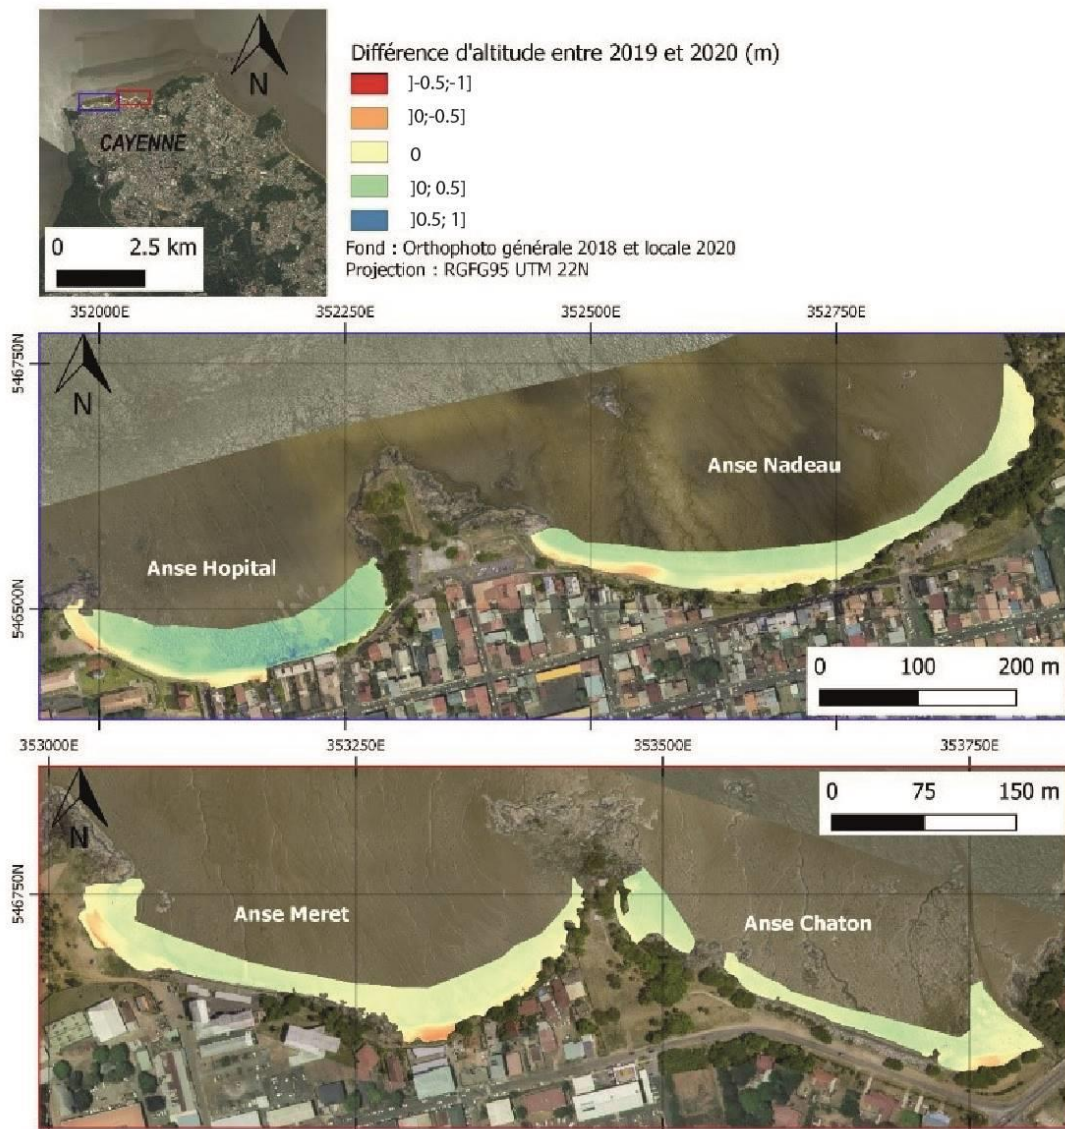 N
CAYENNE
0 2.5 km
Différence d'altitude entre 2019 et 2020 (m)
]-0.5;-1]
]0;-0.5]
0
]0; 0.5]
]0.5; 1]
Fond : Orthophoto générale 2018 et locale 2020
Projection : RGFG95 UTM 22N
352000E 352250E 352500E 352750E
546750N
546500N
N
Anse Nadeau
Anse Hopital
0 100 200 m
353000E 353250E 353500E 353750E
546750N
N
0 75 150 m
Anse Meret
Anse Chaton